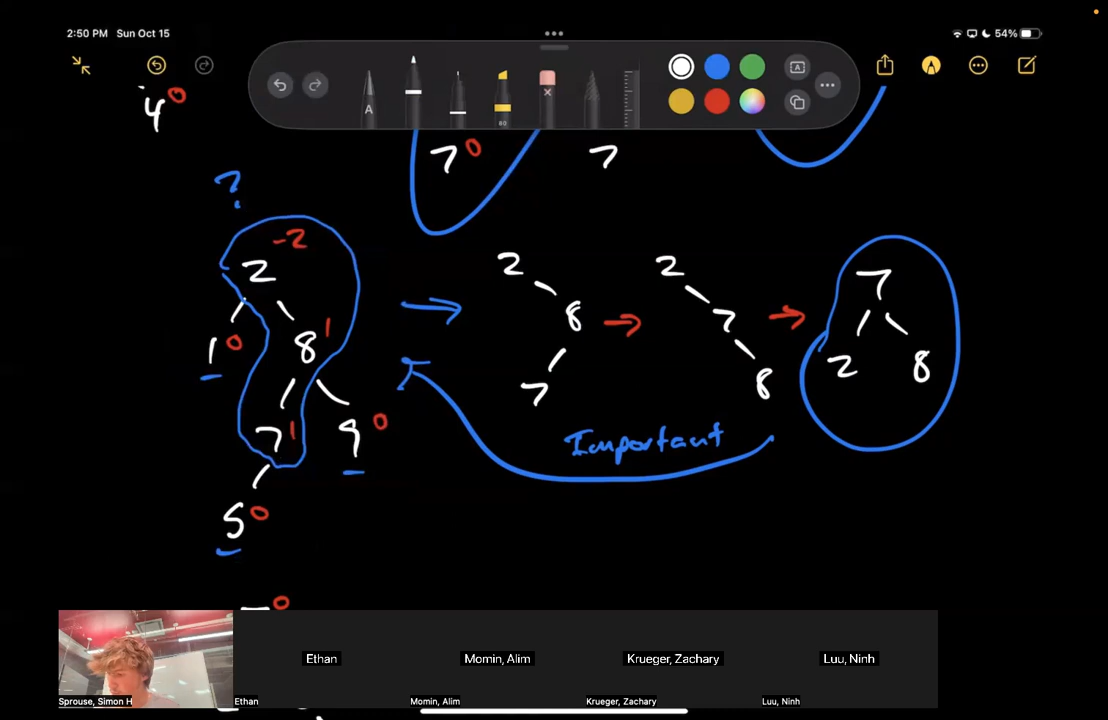 2:50 PM Sun Oct 15
54%
A
80
A
4 0
7 0
7
?
2 -2
1 0
8 1
7 1
9 0
5 0
0
2
8
7
2
7
8
7
2
8
Important
Ethan
Momin, Alim
Krueger, Zachary
Luu, Ninh
Sprouse, Simon H
Ethan
Momin, Alim
Krueger, Zachary
Luu, Ninh